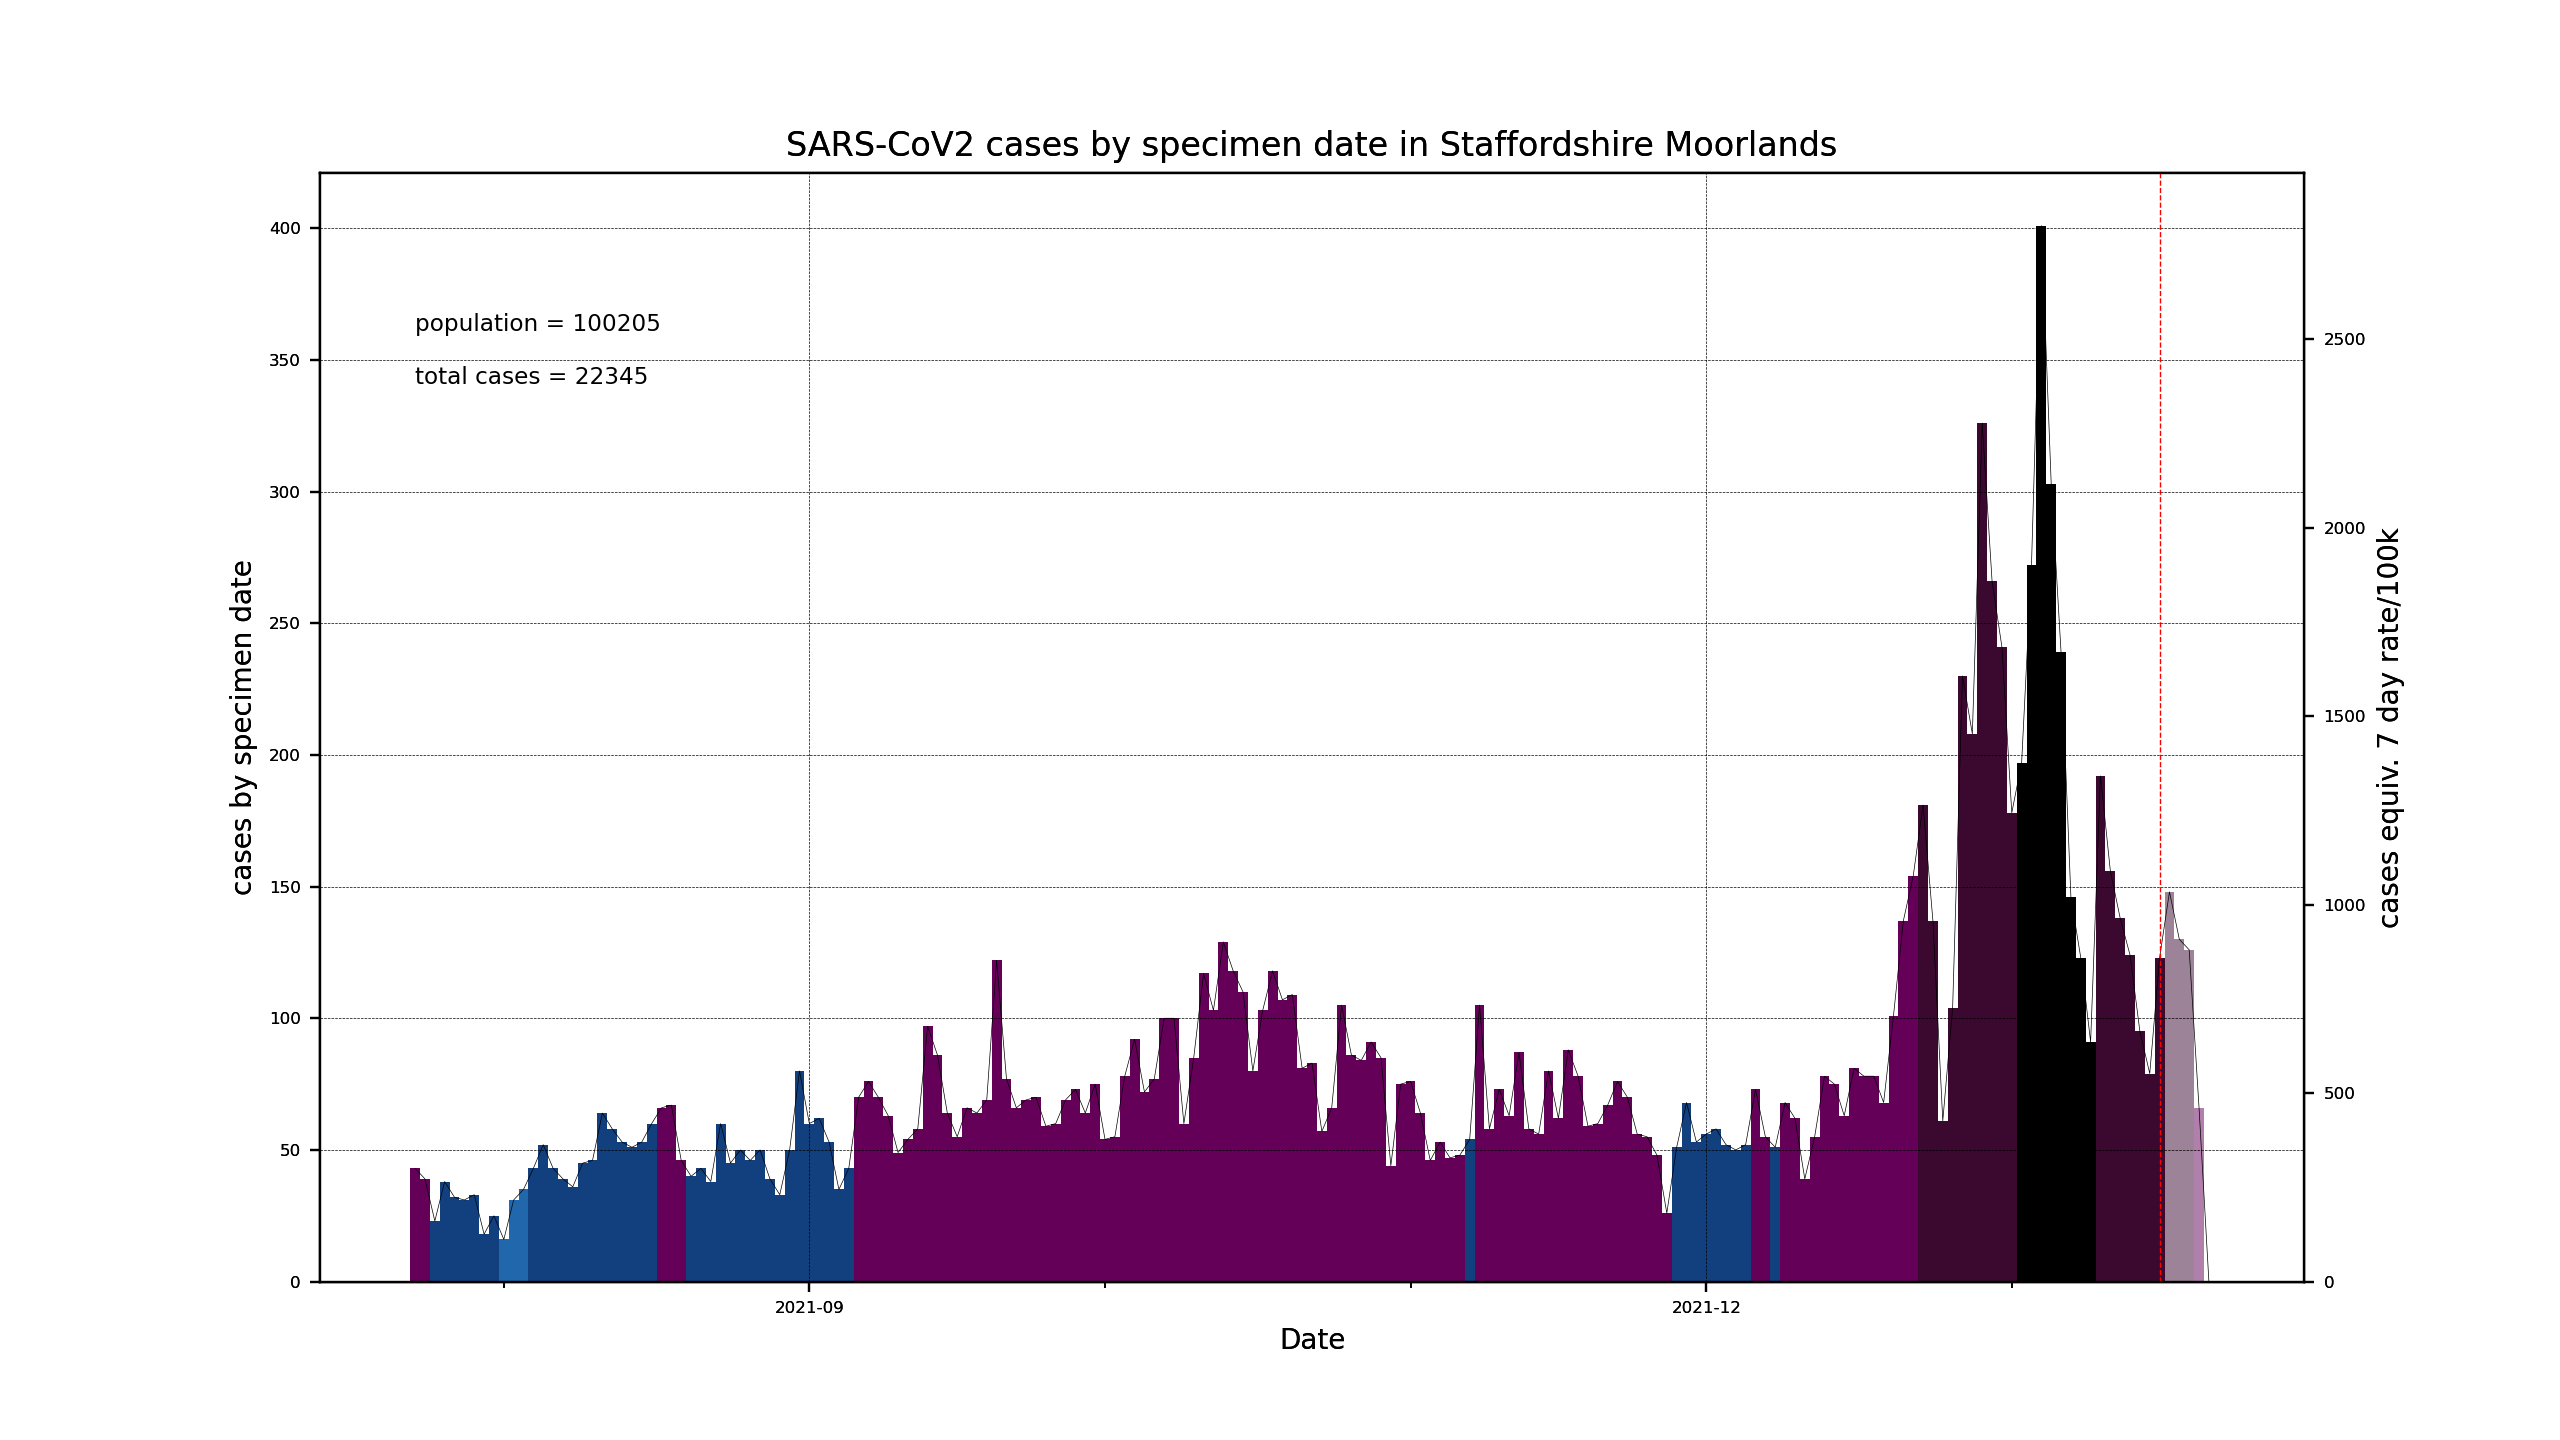 SARS-CoV2 cases by specimen date in Staffordshire Moorlands
population = 100205
total cases = 22345
cases by specimen date
400
350
300
250
200
150
100
50
0
2500
2000
1500
1000
500
0
cases equiv. 7 day rate/100k
2021-09
2021-12
Date